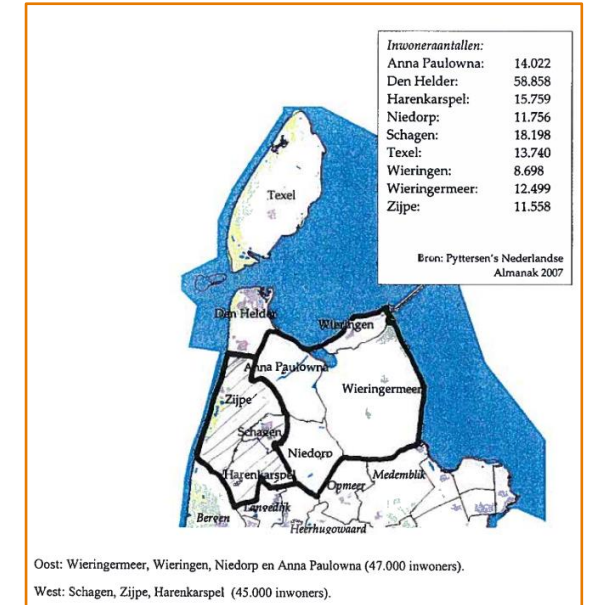 Inwoneraantallen:
Anna Paulowna: 14.022
Den Helder: 58.858
Harenkarspel: 15.759
Niedorp: 11.756
Schagen: 18.198
Texel: 13.740
Wieringen: 8.698
Wieringermeer: 12.499
Zijpe: 11.558
Bron: Pyttersen's Nederlandse
Almanak 2007
Texel
Den Helder
Wieringen
Anna Paulowna
Wieringermeer
Zijpe
Schagen
Niedorp
Harenkarspel
Medemblik
Opmeer
Langedijk
Bergen
Heerhugowaard
Oost: Wieringermeer, Wieringen, Niedorp en Anna Paulowna (47.000 inwoners).
West: Schagen, Zijpe, Harenkarspel (45.000 inwoners).